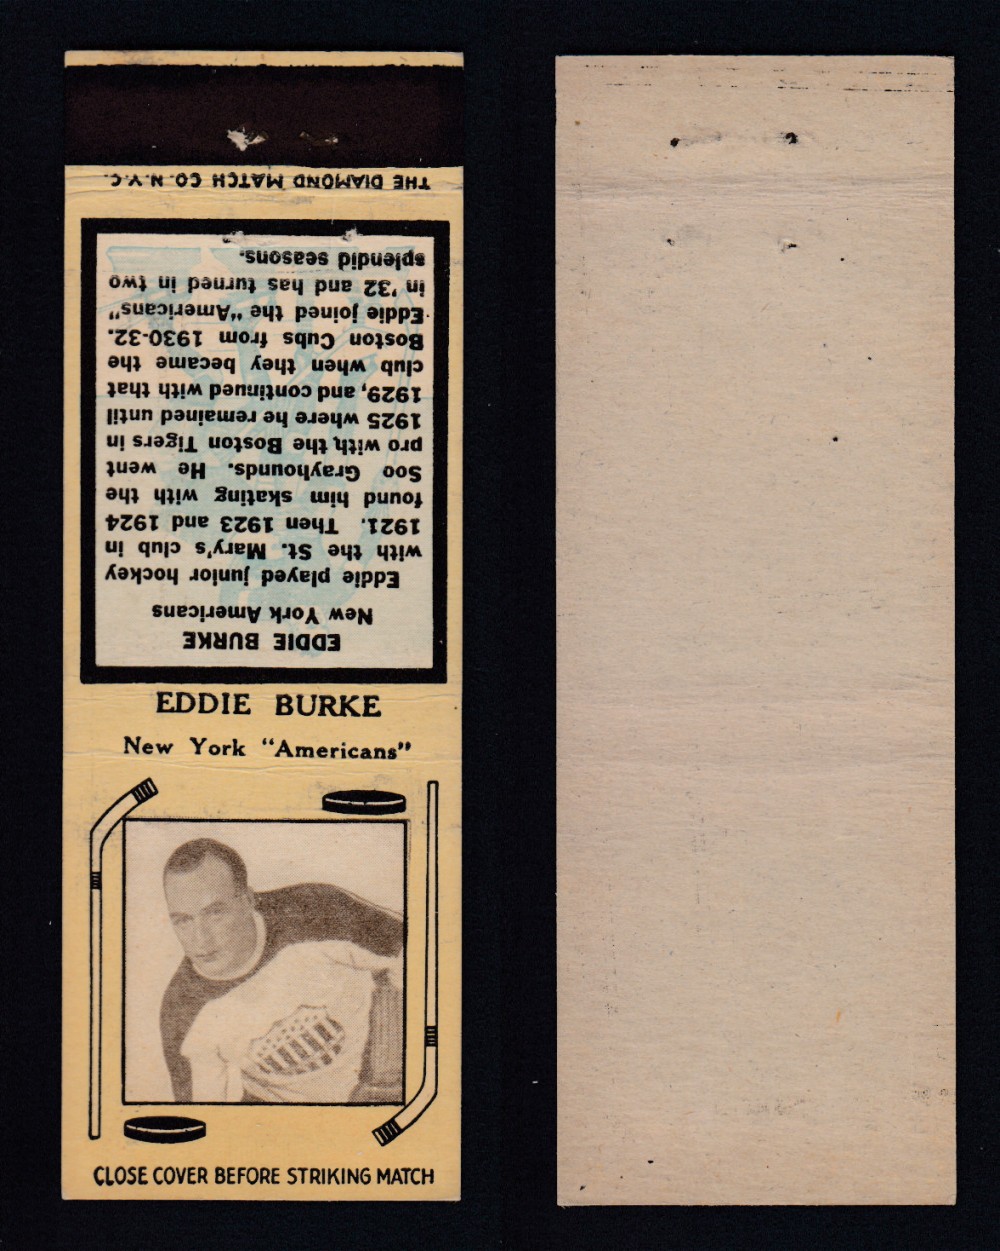 THE DIAMOND MATCH CO. N.Y.C.
EDDIE BURKE
New York Americans
Eddie played junior hockey
with the St. Mary's club in
1921. Then 1923 and 1924
found him skating with the
Soo Grayhounds. He went
pro with, the Boston Tigers in
1925 where he remained until
1929, and continued with that
club when they became the
Boston Cubs from 1930-32.
Eddie joined the "Americans"
in '32 and has turned in two
splendid seasons.
EDDIE BURKE
New York "Americans"
CLOSE COVER BEFORE STRIKING MATCH